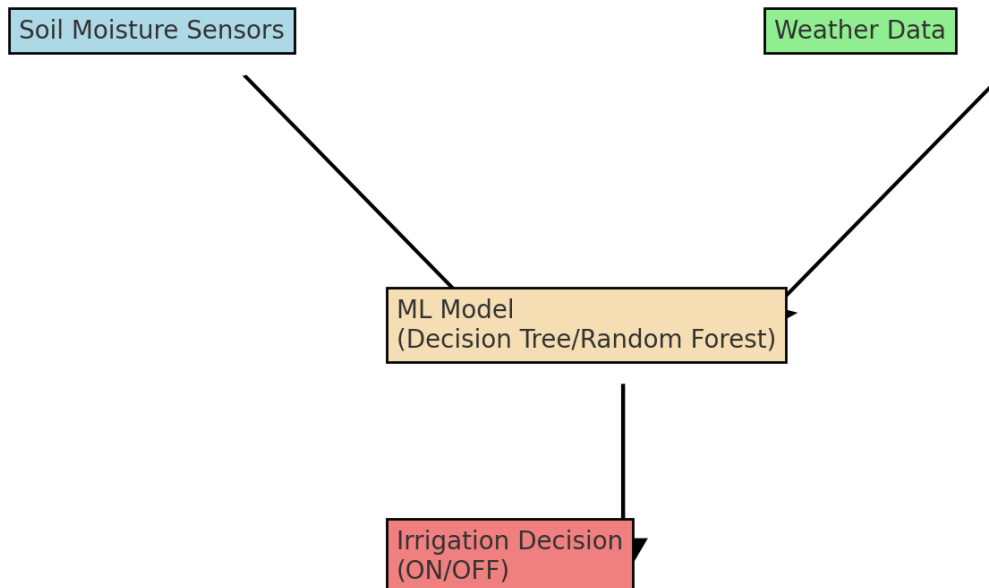 Soil Moisture Sensors
Weather Data
ML Model
(Decision Tree/Random Forest)
Irrigation Decision
(ON/OFF)